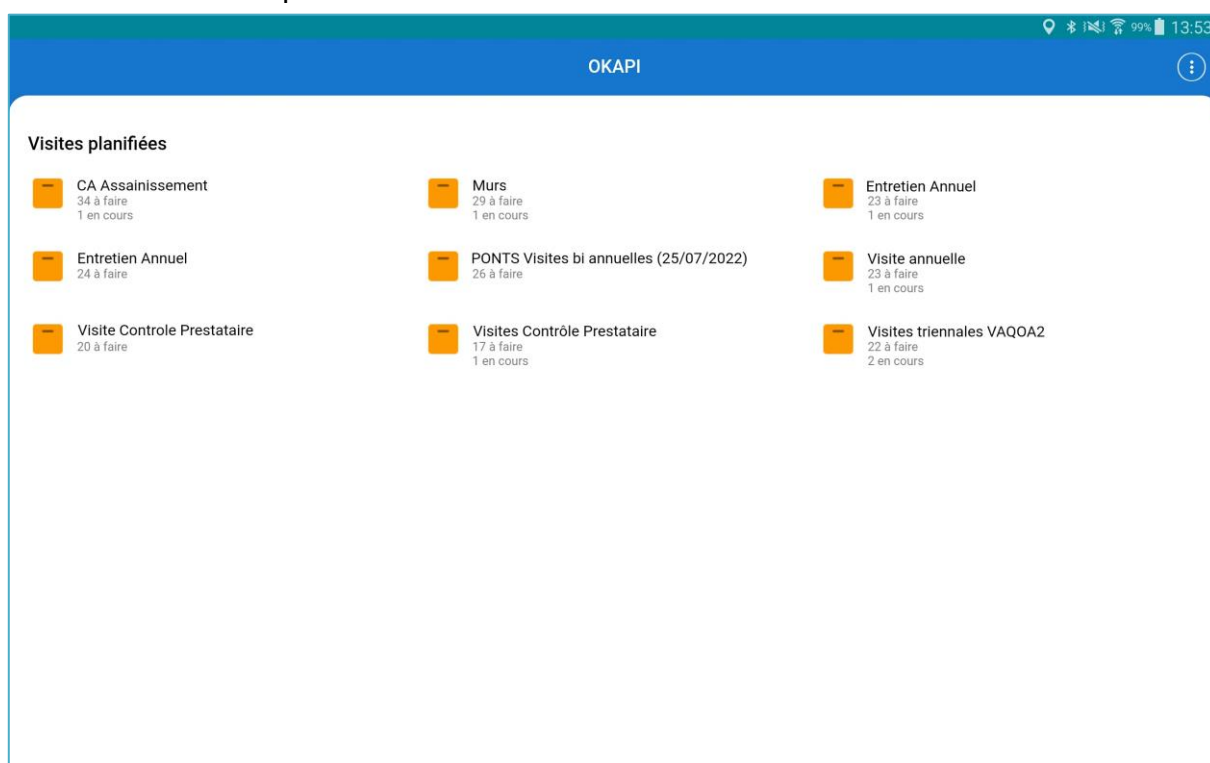 99% 13:53
OKAPI
Visites planifiées
CA Assainissement
34 à faire
1 en cours
Murs
29 à faire
1 en cours
Entretien Annuel
23 à faire
1 en cours
Entretien Annuel
24 à faire
PONTS Visites bi annuelles (25/07/2022)
26 à faire
Visite annuelle
23 à faire
1 en cours
Visite Controle Prestataire
20 à faire
Visites Contrôle Prestataire
17 à faire
1 en cours
Visites triennales VAQOA2
22 à faire
2 en cours